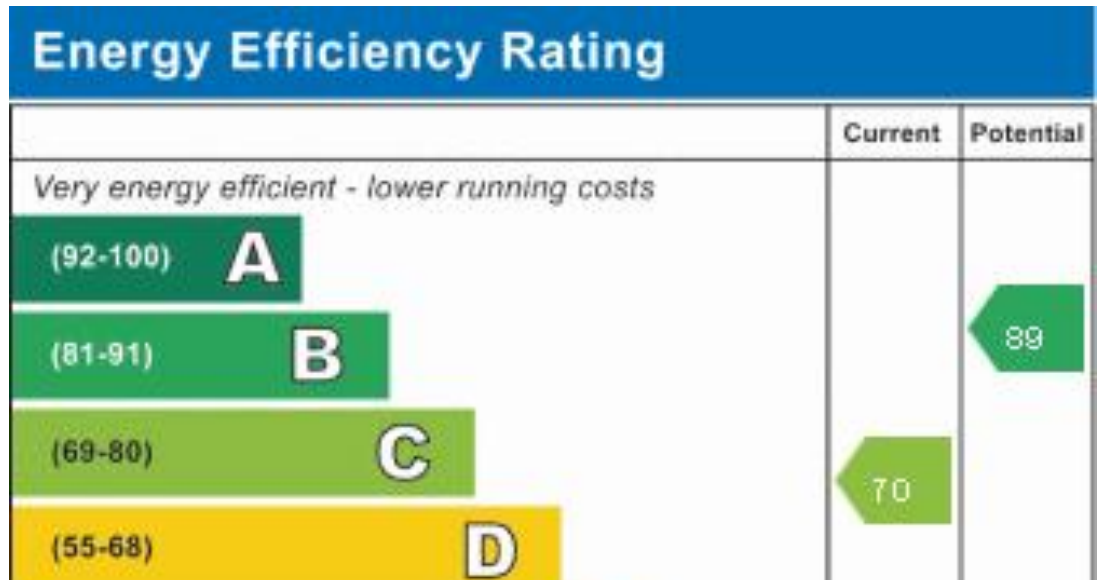 Energy Efficiency Rating
Current Potential
Very energy efficient - lower running costs
(92-100) A
(81-91) B
89
(69-80) C
70
(55-68) D